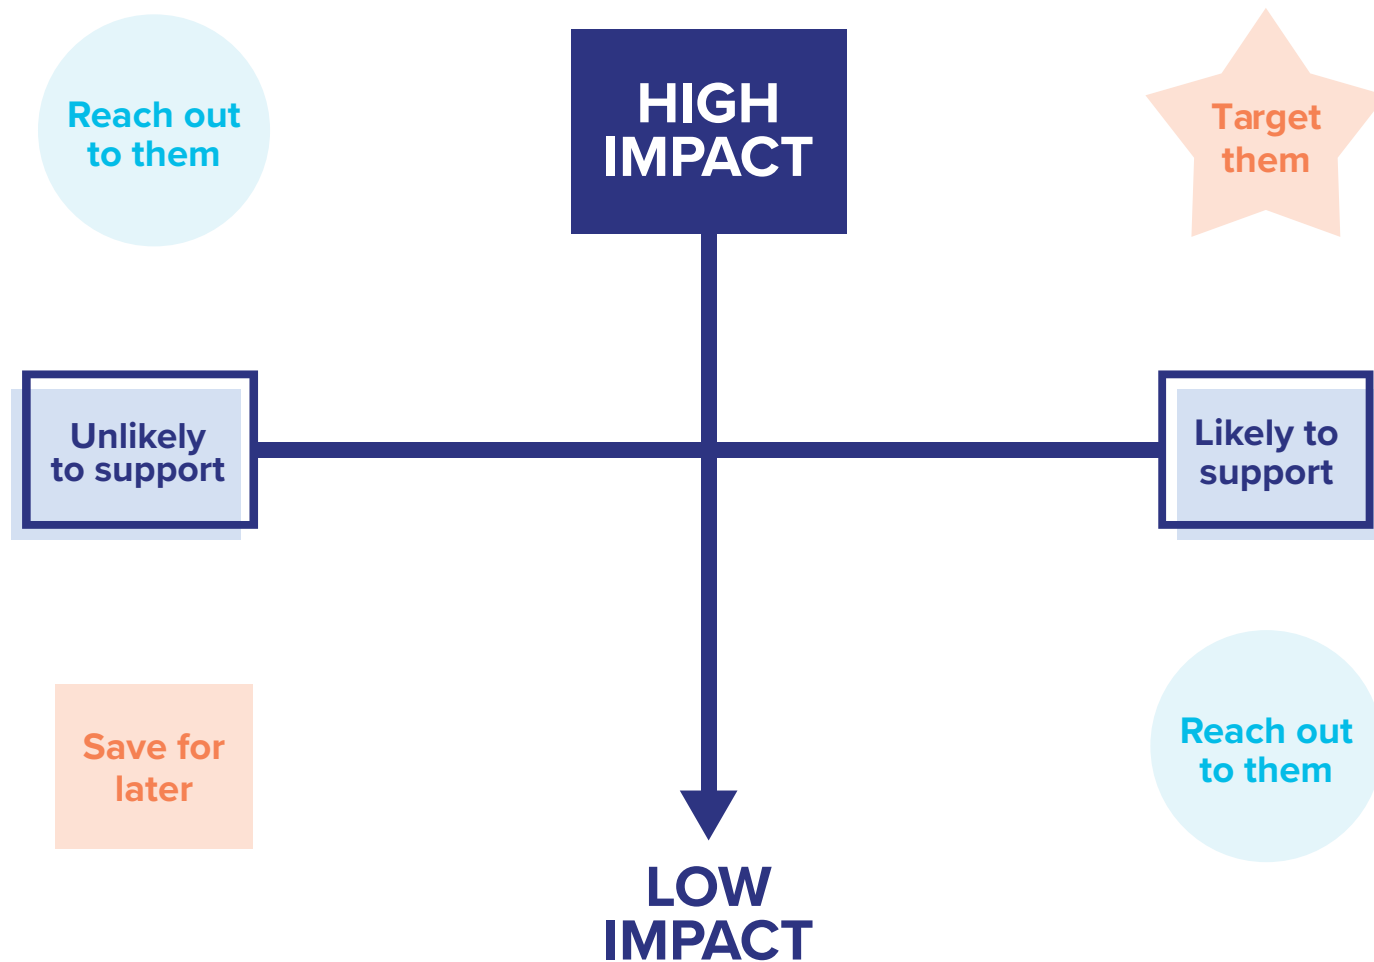 Reach out
to them
HIGH
IMPACT
Target
them
Unlikely
to support
Likely to
support
Save for
later
Reach out
to them
LOW
IMPACT